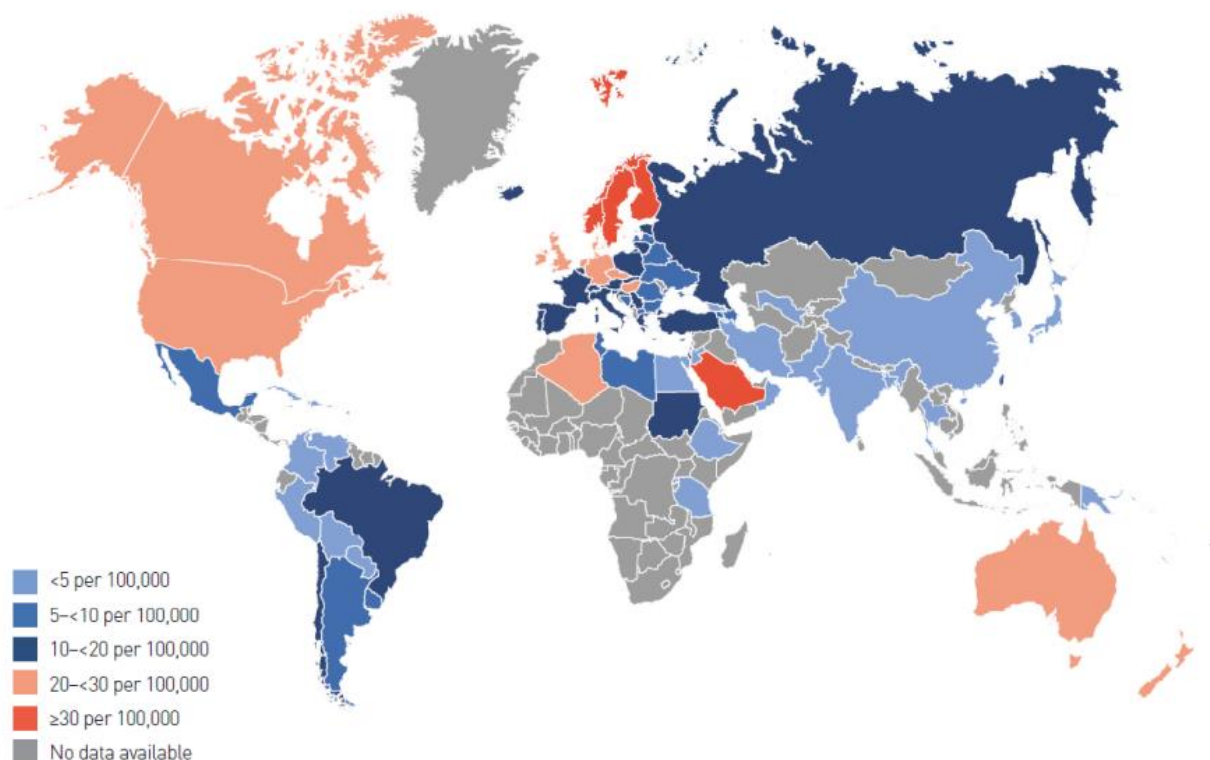 <5 per 100,000
5–<10 per 100,000
10–<20 per 100,000
20–<30 per 100,000
≥30 per 100,000
No data available